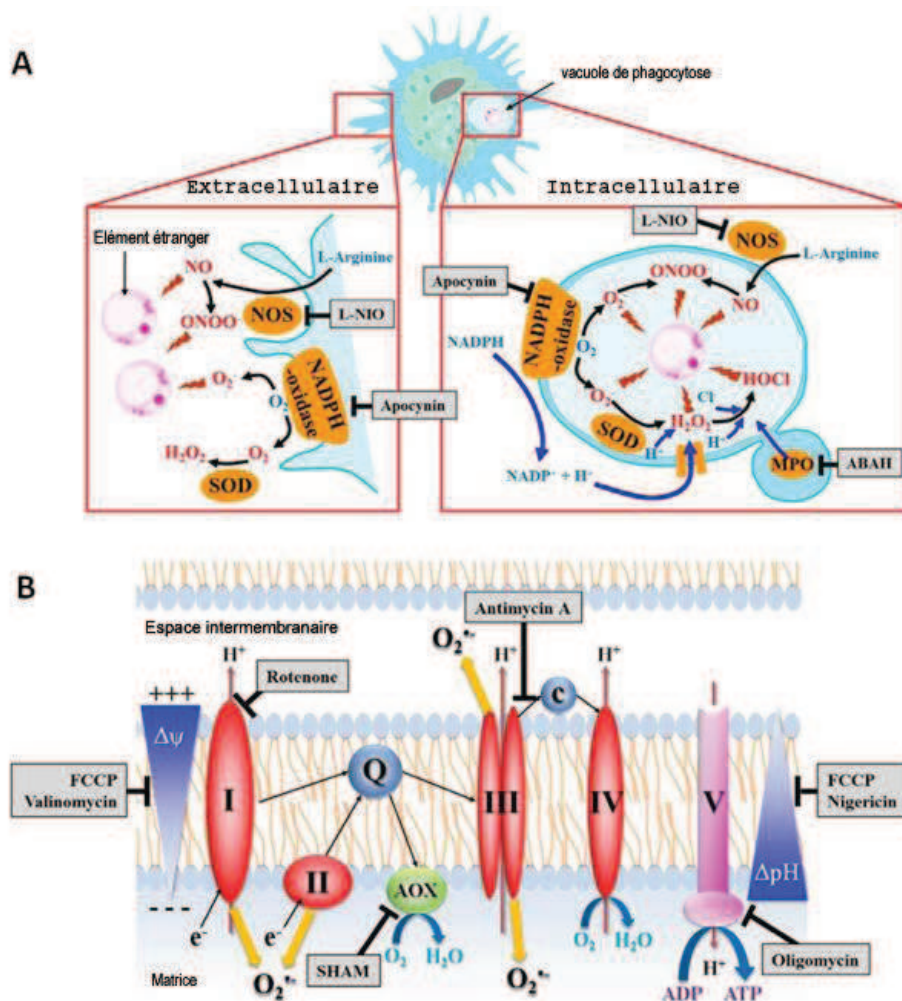 A
vacuole de phagocytose
Extracellulaire
Elément étranger
NO
L-Arginine
ONOO
NOS
L-NIO
O₂⁻
O₂
NADPH
-oxidase
Apocynin
H₂O₂
O₂
SOD
Intracellulaire
L-NIO
NOS
ONOO
L-Arginine
Apocynin
O₂
NO
NADPH
-oxidase
NADPH
O₂
HOCl
Cl
O₂
H₂O₂
SOD
H⁺
H⁺
MPO
ABAH
NADP⁺ + H⁺
B
Antimycin A
Espace intermembranaire
O₂•-
H⁺
H⁺
H⁺
Rotenone
+++
c
Δψ
FCCP
Valinomycin
Q
I
III
IV
V
FCCP
Nigericin
II
AOX
ΔpH
- - -
e⁻
e⁻
O₂
H₂O
O₂
H₂O
SHAM
Oligomycin
Matrice
O₂•-
O₂•-
H⁺
ADP
ATP